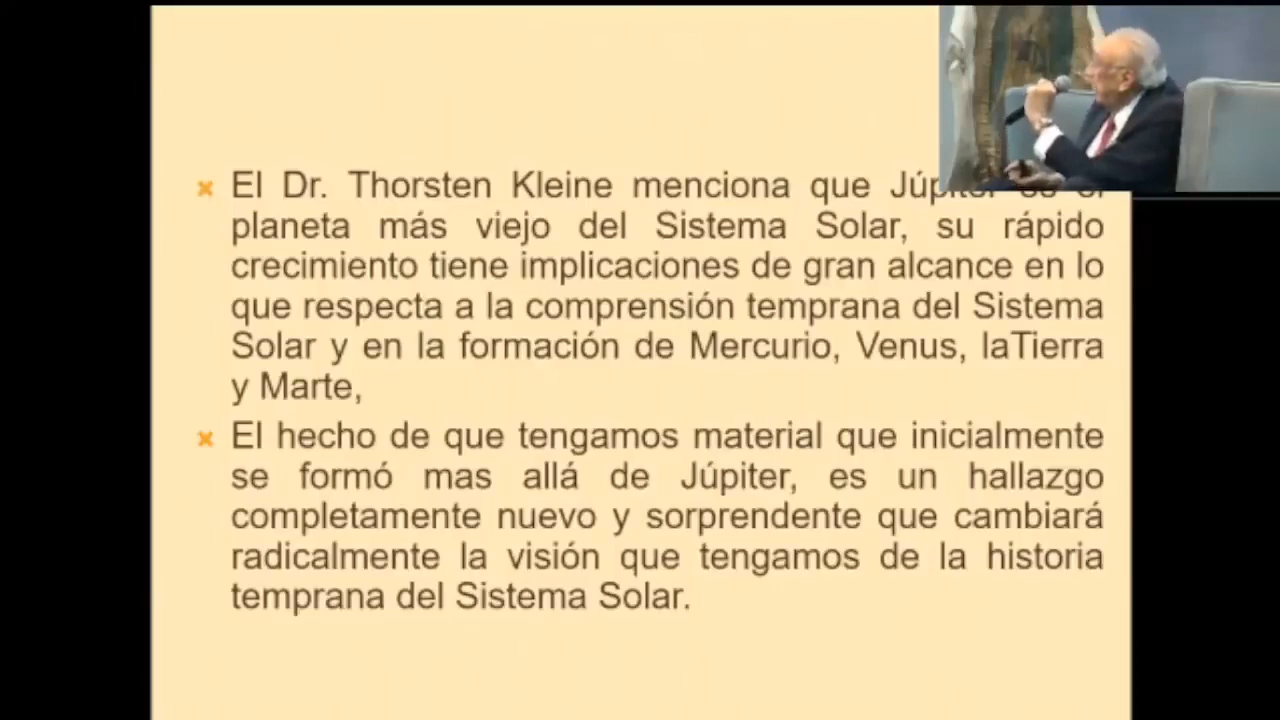 El Dr. Thorsten Kleine menciona que
planeta más viejo del Sistema Solar, su rápido
crecimiento tiene implicaciones de gran alcance en lo
que respecta a la comprensión temprana del Sistema
Solar y en la formación de Mercurio, Venus, laTierra
y Marte,
El hecho de que tengamos material que inicialmente
se formó mas allá de Júpiter, es un hallazgo
completamente nuevo y sorprendente que cambiará
radicalmente la visión que tengamos de la historia
temprana del Sistema Solar.